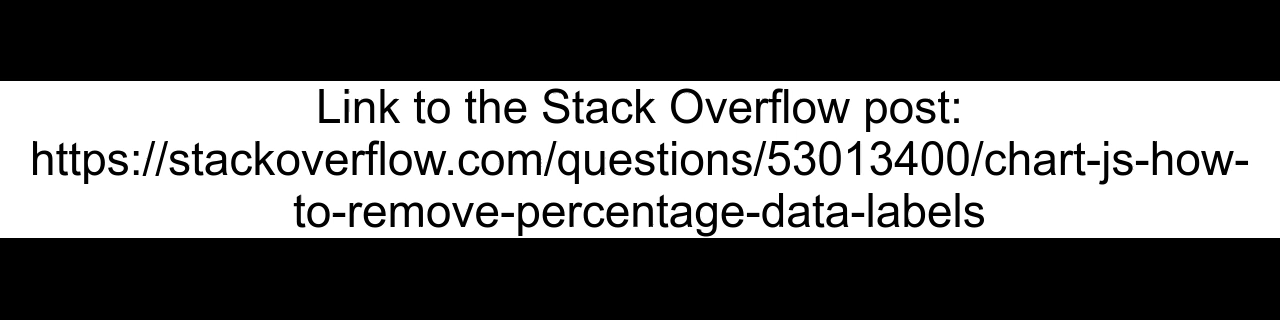 Link to the Stack Overflow post:
https://stackoverflow.com/questions/53013400/chart-js-how-
to-remove-percentage-data-labels